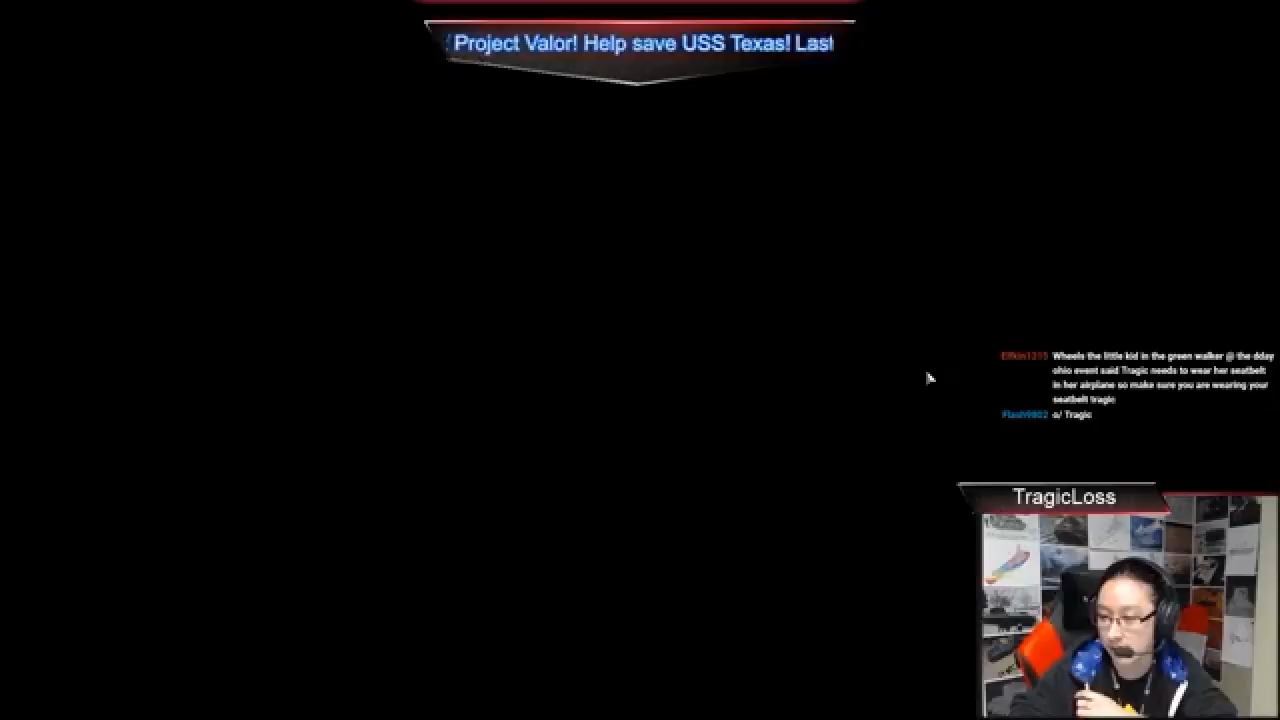 Project Valor! Help save USS Texas! Last
Elfkin1215 Wheels the little kid in the green walker @ the dday
ohio event said Tragic needs to wear her seatbelt
in her airplane so make sure you are wearing your
seatbelt tragic
Flash9802 o/ Tragic
TragicLoss